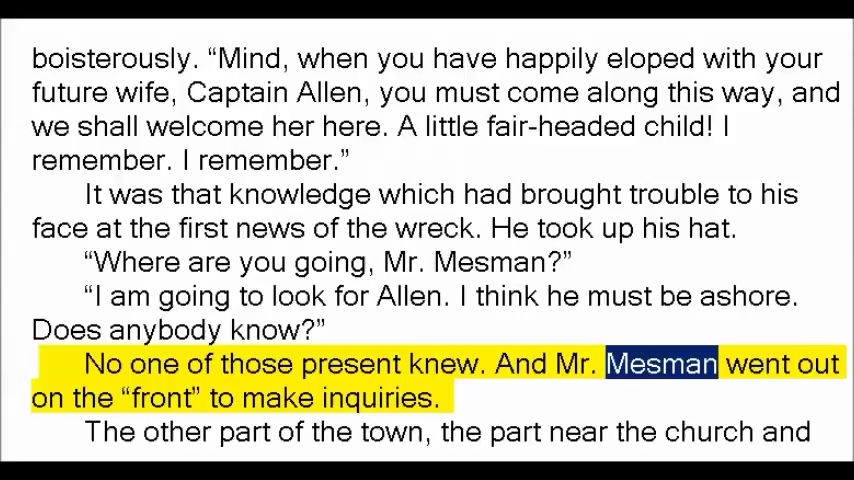 boisterously. “Mind, when you have happily eloped with your
future wife, Captain Allen, you must come along this way, and
we shall welcome her here. A little fair-headed child! I
remember. I remember.”
It was that knowledge which had brought trouble to his
face at the first news of the wreck. He took up his hat.
“Where are you going, Mr. Mesman?”
“I am going to look for Allen. I think he must be ashore.
Does anybody know?”
No one of those present knew. And Mr. Mesman went out
on the “front” to make inquiries.
The other part of the town, the part near the church and